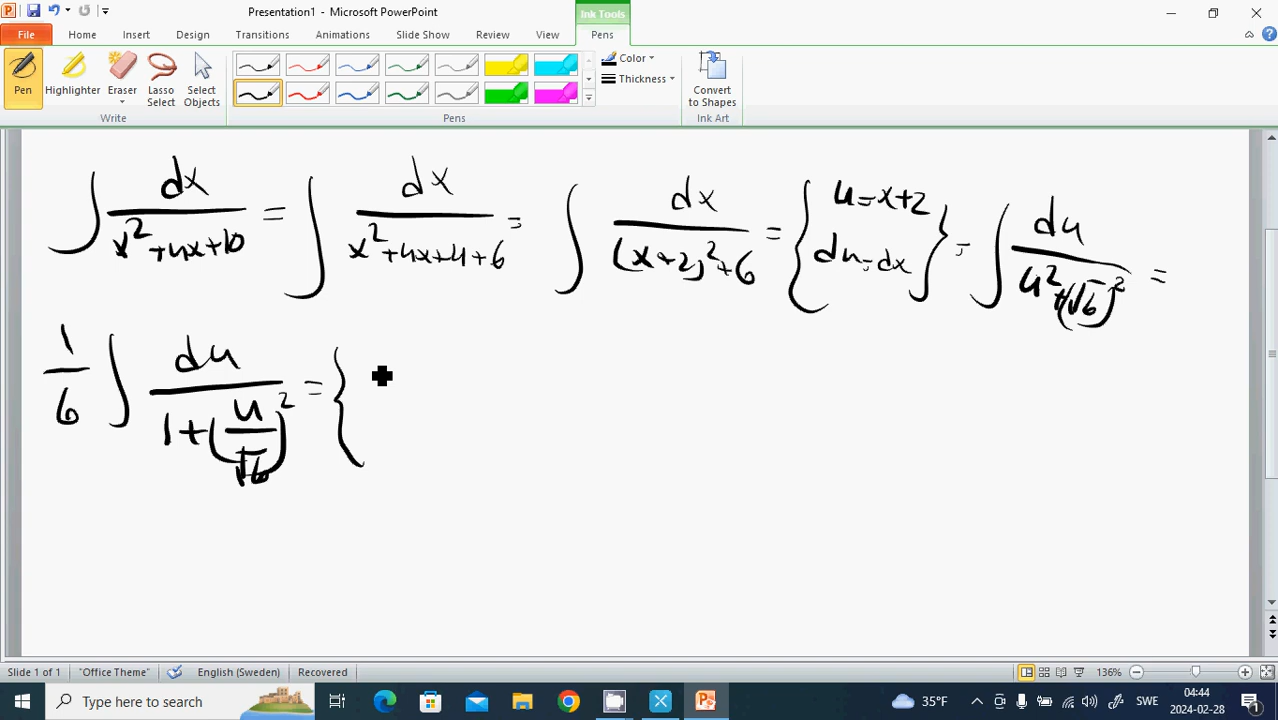 Presentation1 - Microsoft PowerPoint
Ink Tools
File Home Insert Design Transitions Animations Slide Show Review View Pens
Pen Highlighter Eraser Lasso Select Select Objects
Color
Thickness
Convert to Shapes
Write Pens Ink Art
∫ dx/(x²+4x+10) = ∫ dx/(x²+4x+4+6) = ∫ dx/((x+2)²+6) = { u=x+2 du=dx } = ∫ du/(u²+(√6)²) =
1/6 ∫ du/(1+(u/√6)²) = {
Slide 1 of 1 "Office Theme" English (Sweden) Recovered 136%
Type here to search 35°F SWE 04:44
2024-02-28